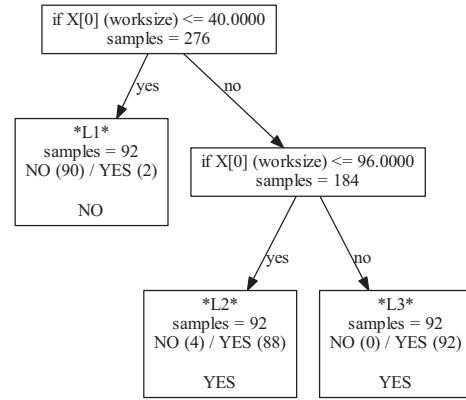 if X[0] (worksize) <= 40.0000
samples = 276
yes
no
*L1*
samples = 92
NO (90) / YES (2)
NO
if X[0] (worksize) <= 96.0000
samples = 184
yes
no
*L2*
samples = 92
NO (4) / YES (88)
YES
*L3*
samples = 92
NO (0) / YES (92)
YES